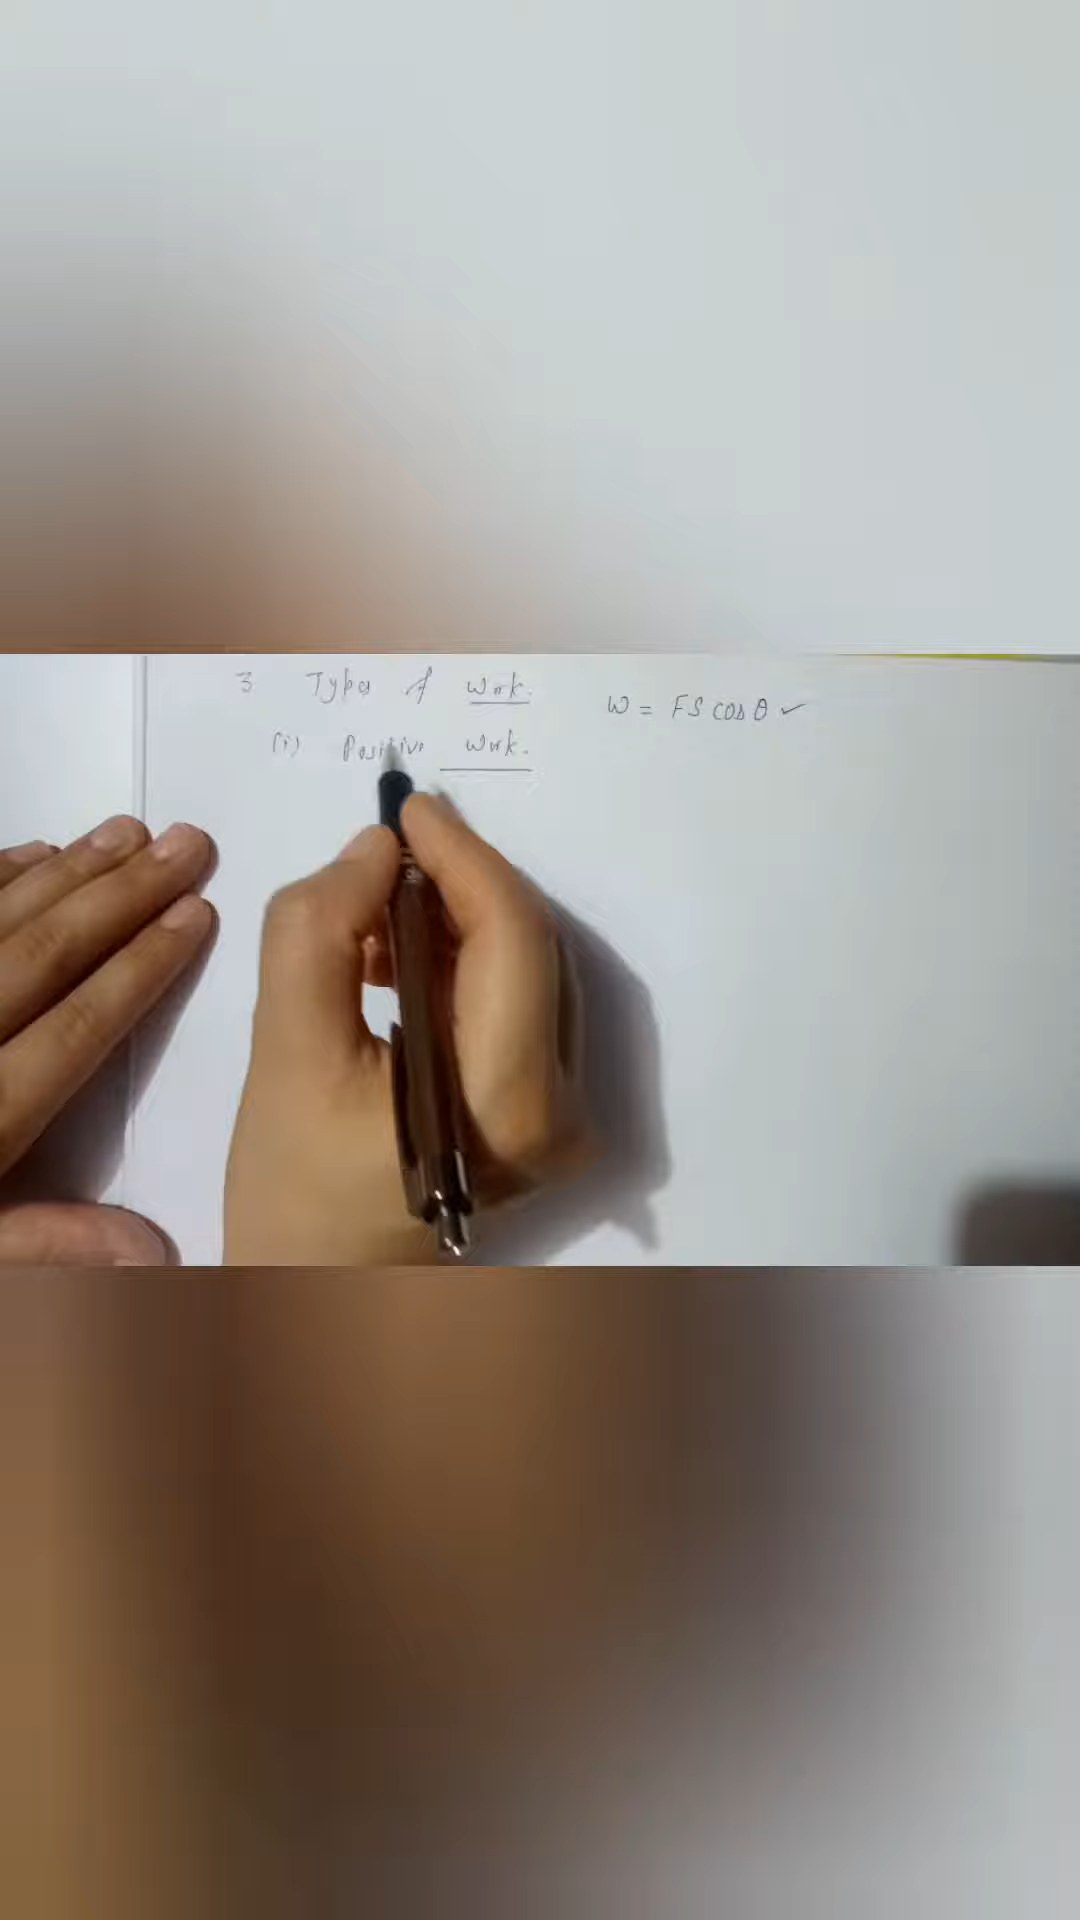 3 Types of Work.
W = FS cos θ ✓
(i) Positive Work.